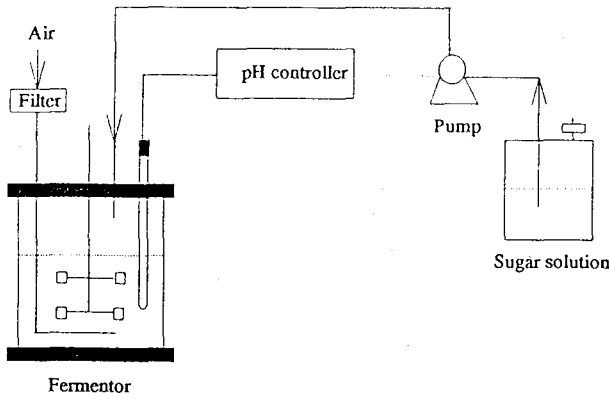 Air
Filter
pH controller
Pump
Sugar solution
Fermentor